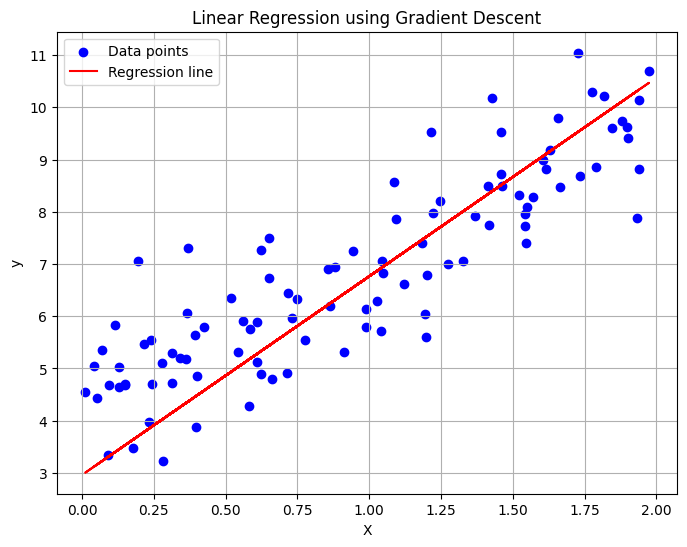 Linear Regression using Gradient Descent
Data points
Regression line
11
10
9
8
7
6
5
4
3
y
0.00 0.25 0.50 0.75 1.00 1.25 1.50 1.75 2.00
X